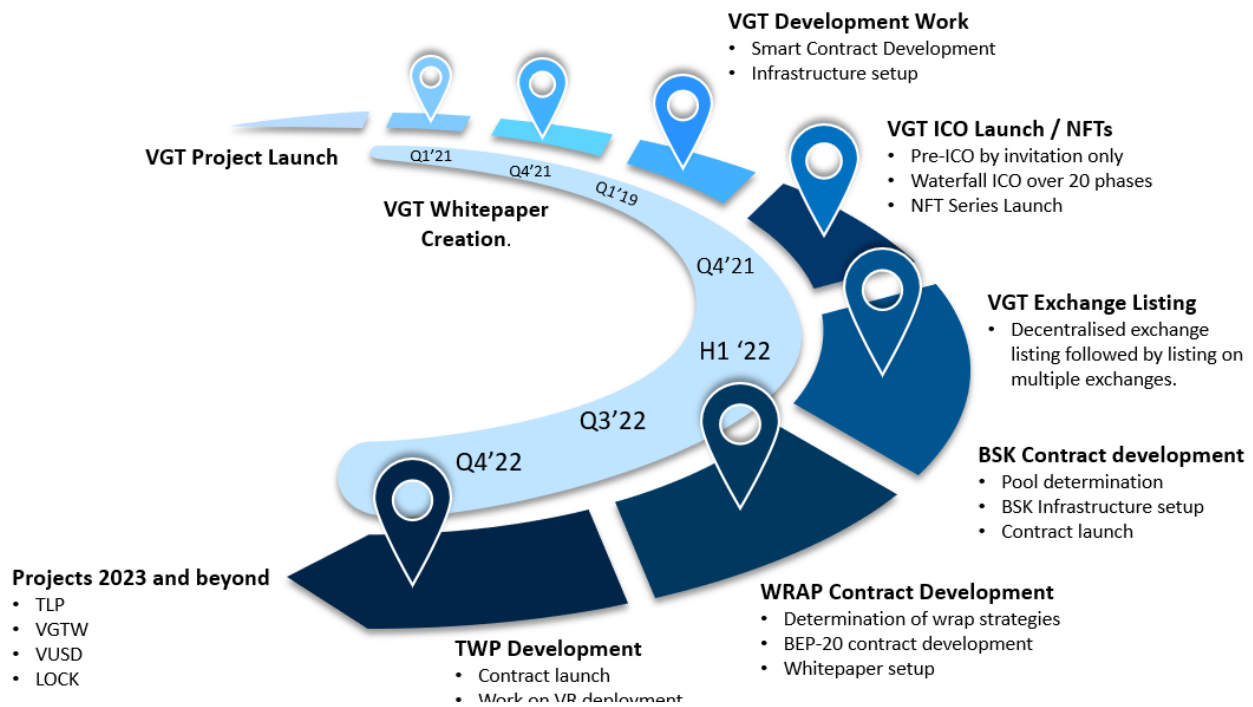 VGT Development Work
• Smart Contract Development
• Infrastructure setup
VGT Project Launch
Q1’21
Q4’21
Q1’19
VGT Whitepaper
Creation.
VGT ICO Launch / NFTs
• Pre-ICO by invitation only
• Waterfall ICO over 20 phases
• NFT Series Launch
Q4’21
H1 ‘22
VGT Exchange Listing
• Decentralised exchange
listing followed by listing on
multiple exchanges.
Q3’22
Q4’22
BSK Contract development
• Pool determination
• BSK Infrastructure setup
• Contract launch
WRAP Contract Development
• Determination of wrap strategies
• BEP-20 contract development
• Whitepaper setup
TWP Development
• Contract launch
• Work on VR deployment
Projects 2023 and beyond
• TLP
• VGTW
• VUSD
• LOCK